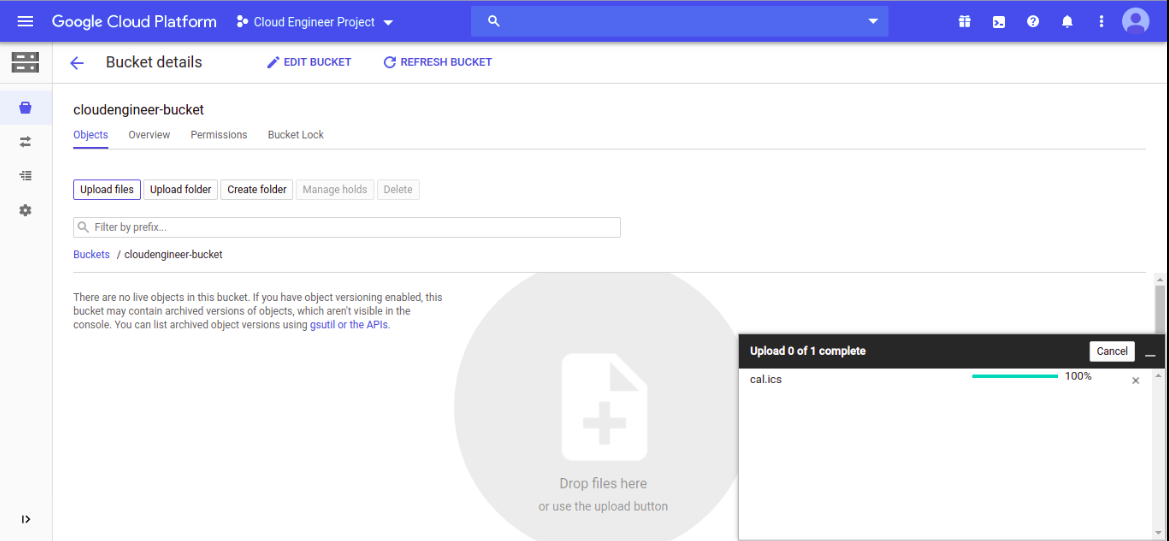 Google Cloud Platform Cloud Engineer Project
Bucket details EDIT BUCKET REFRESH BUCKET
cloudengineer-bucket
Objects Overview Permissions Bucket Lock
Upload files Upload folder Create folder Manage holds Delete
Filter by prefix...
Buckets / cloudengineer-bucket
There are no live objects in this bucket. If you have object versioning enabled, this
bucket may contain archived versions of objects, which aren't visible in the
console. You can list archived object versions using gsutil or the APIs.
Drop files here
or use the upload button
Upload 0 of 1 complete Cancel
cal.ics 100%